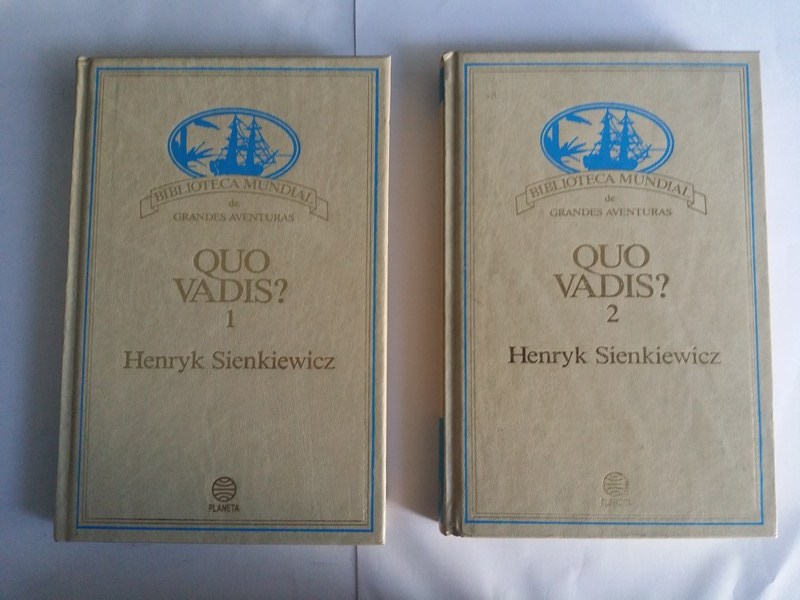 BIBLIOTECA MUNDIAL
de
GRANDES AVENTURAS
QUO
VADIS?
1
Henryk Sienkiewicz
PLANETA
BIBLIOTECA MUNDIAL
de
GRANDES AVENTURAS
QUO
VADIS?
2
Henryk Sienkiewicz
PLANETA